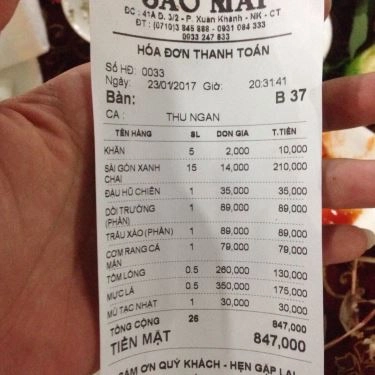 SAO MAI
ĐC : 41A Đ. 3/2 - P. Xuân Khánh - NK - CT
ĐT : (0710)3 845 888 - 0931 084 333
0933 247 833
HÓA ĐƠN THANH TOÁN
Số HĐ: 0033
Ngày: 23/01/2017 Giờ: 20:31:41
Bàn: B 37
CA : THU NGAN
TÊN HÀNG SL DON GIA T.TIỀN
KHĂN 5 2,000 10,000
SÀI GÒN XANH CHAI 15 14,000 210,000
ĐẬU HŨ CHIÊN 1 35,000 35,000
DỒI TRƯỜNG (PHẦN) 1 89,000 89,000
TRÂU XÀO (PHẦN) 1 89,000 89,000
CƠM RANG CÁ MẶN 1 79,000 79,000
TÔM LÓNG 0.5 260,000 130,000
MỰC LÁ 0.5 350,000 175,000
MÙ TẠC NHẬT 1 30,000 30,000
TỔNG CỘNG 26 847,000
TIỀN MẶT 847,000
CÁM ƠN QUÝ KHÁCH - HẸN GẶP LẠI